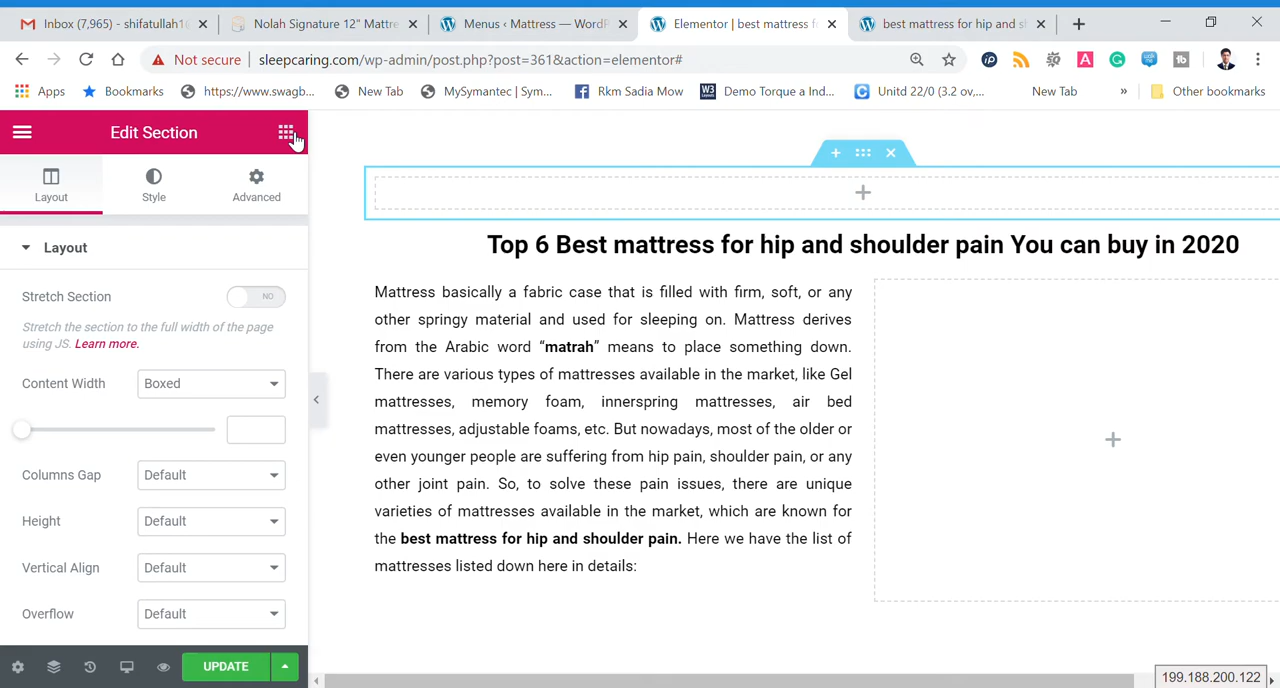 Inbox (7,965) - shifatullah1
Nolah Signature 12" Mattre
Menus ‹ Mattress — WordP
Elementor | best mattress f
best mattress for hip and s
Not secure
sleepcaring.com/wp-admin/post.php?post=361&action=elementor#
Apps
Bookmarks
https://www.swagb...
New Tab
MySymantec | Sym...
Rkm Sadia Mow
Demo Torque a Ind...
Unitd 22/0 (3.2 ov,...
New Tab
»
Other bookmarks
Edit Section
Layout
Style
Advanced
Layout
Stretch Section
NO
Stretch the section to the full width of the page
using JS. Learn more.
Content Width
Boxed
Columns Gap
Default
Height
Default
Vertical Align
Default
Overflow
Default
UPDATE
Top 6 Best mattress for hip and shoulder pain You can buy in 2020
Mattress basically a fabric case that is filled with firm, soft, or any
other springy material and used for sleeping on. Mattress derives
from the Arabic word “matrah” means to place something down.
There are various types of mattresses available in the market, like Gel
mattresses, memory foam, innerspring mattresses, air bed
mattresses, adjustable foams, etc. But nowadays, most of the older or
even younger people are suffering from hip pain, shoulder pain, or any
other joint pain. So, to solve these pain issues, there are unique
varieties of mattresses available in the market, which are known for
the best mattress for hip and shoulder pain. Here we have the list of
mattresses listed down here in details:
199.188.200.122